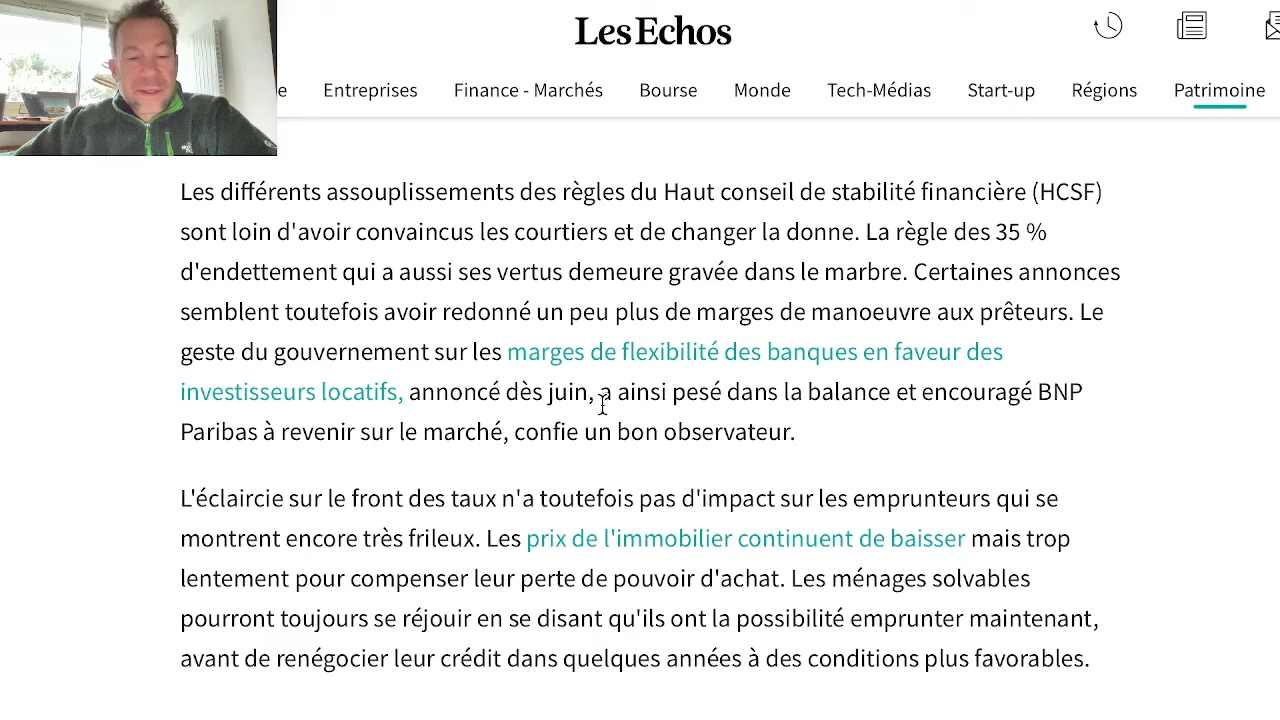 Les Echos
e Entreprises Finance - Marchés Bourse Monde Tech-Médias Start-up Régions Patrimoine
Les différents assouplissements des règles du Haut conseil de stabilité financière (HCSF)
sont loin d'avoir convaincus les courtiers et de changer la donne. La règle des 35 %
d'endettement qui a aussi ses vertus demeure gravée dans le marbre. Certaines annonces
semblent toutefois avoir redonné un peu plus de marges de manoeuvre aux prêteurs. Le
geste du gouvernement sur les marges de flexibilité des banques en faveur des
investisseurs locatifs, annoncé dès juin, a ainsi pesé dans la balance et encouragé BNP
Paribas à revenir sur le marché, confie un bon observateur.
L'éclaircie sur le front des taux n'a toutefois pas d'impact sur les emprunteurs qui se
montrent encore très frileux. Les prix de l'immobilier continuent de baisser mais trop
lentement pour compenser leur perte de pouvoir d'achat. Les ménages solvables
pourront toujours se réjouir en se disant qu'ils ont la possibilité emprunter maintenant,
avant de renégocier leur crédit dans quelques années à des conditions plus favorables.